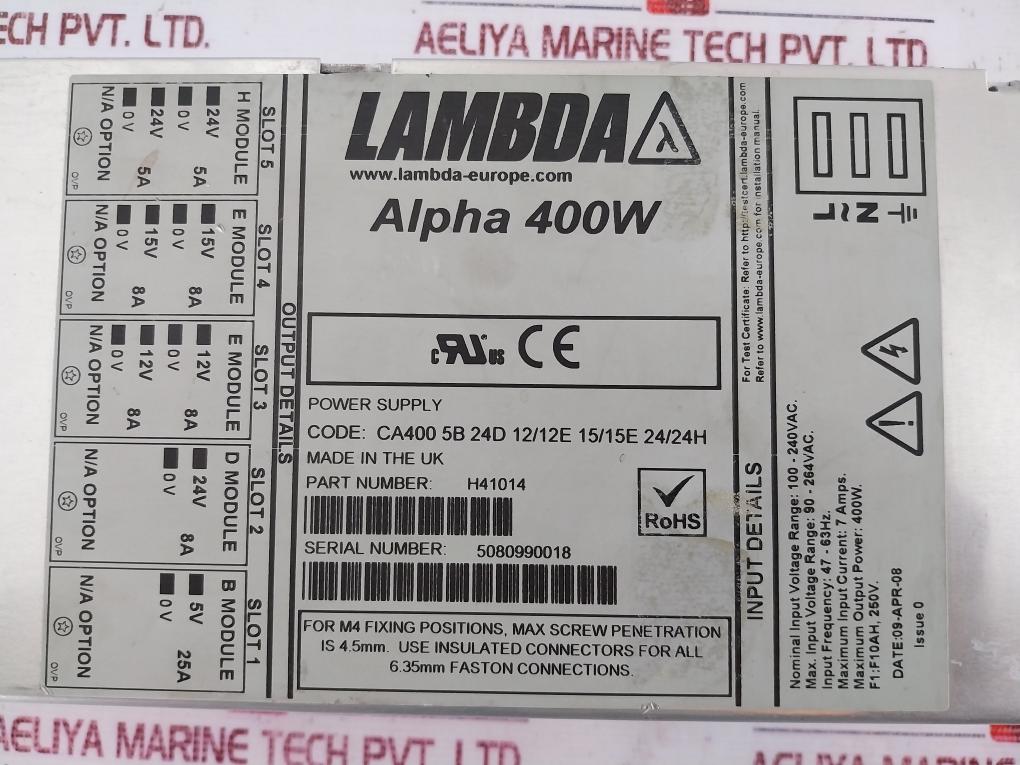 ECH PVT. LTD.
AELIYA MARINE TECH PVT. LTD
LAMBDA λ
www.lambda-europe.com
Alpha 400W
c RU us CE
POWER SUPPLY
CODE: CA400 5B 24D 12/12E 15/15E 24/24H
MADE IN THE UK
PART NUMBER: H41014
SERIAL NUMBER: 5080990018
RoHS
FOR M4 FIXING POSITIONS, MAX SCREW PENETRATION
IS 4.5mm. USE INSULATED CONNECTORS FOR ALL
6.35mm FASTON CONNECTIONS.
OUTPUT DETAILS
SLOT 1
B MODULE
5V 25A
0V
N/A OPTION
OVP
SLOT 2
D MODULE
24V 8A
0V
N/A OPTION
OVP
SLOT 3
E MODULE
12V 8A
0V
12V 8A
0V
N/A OPTION
OVP
SLOT 4
E MODULE
15V 8A
0V
15V 8A
0V
N/A OPTION
OVP
SLOT 5
H MODULE
24V 5A
0V
24V 5A
0V
N/A OPTION
OVP
INPUT DETAILS
For Test Certificate: Refer to http://testcert.lambda-europe.com
Refer to www.lambda-europe.com for installation manual.
L
N
~
Nominal Input Voltage Range: 100 - 240VAC.
Max. Input Voltage Range: 90 - 264VAC.
Input Frequency: 47 - 63Hz.
Maximum Input Current: 7 Amps.
Maximum Output Power: 400W.
F1:F10AH, 250V.
DATE:09-APR-08
Issue 0
AELIYA MARINE TECH PVT. LTD
AELIYA MARINE